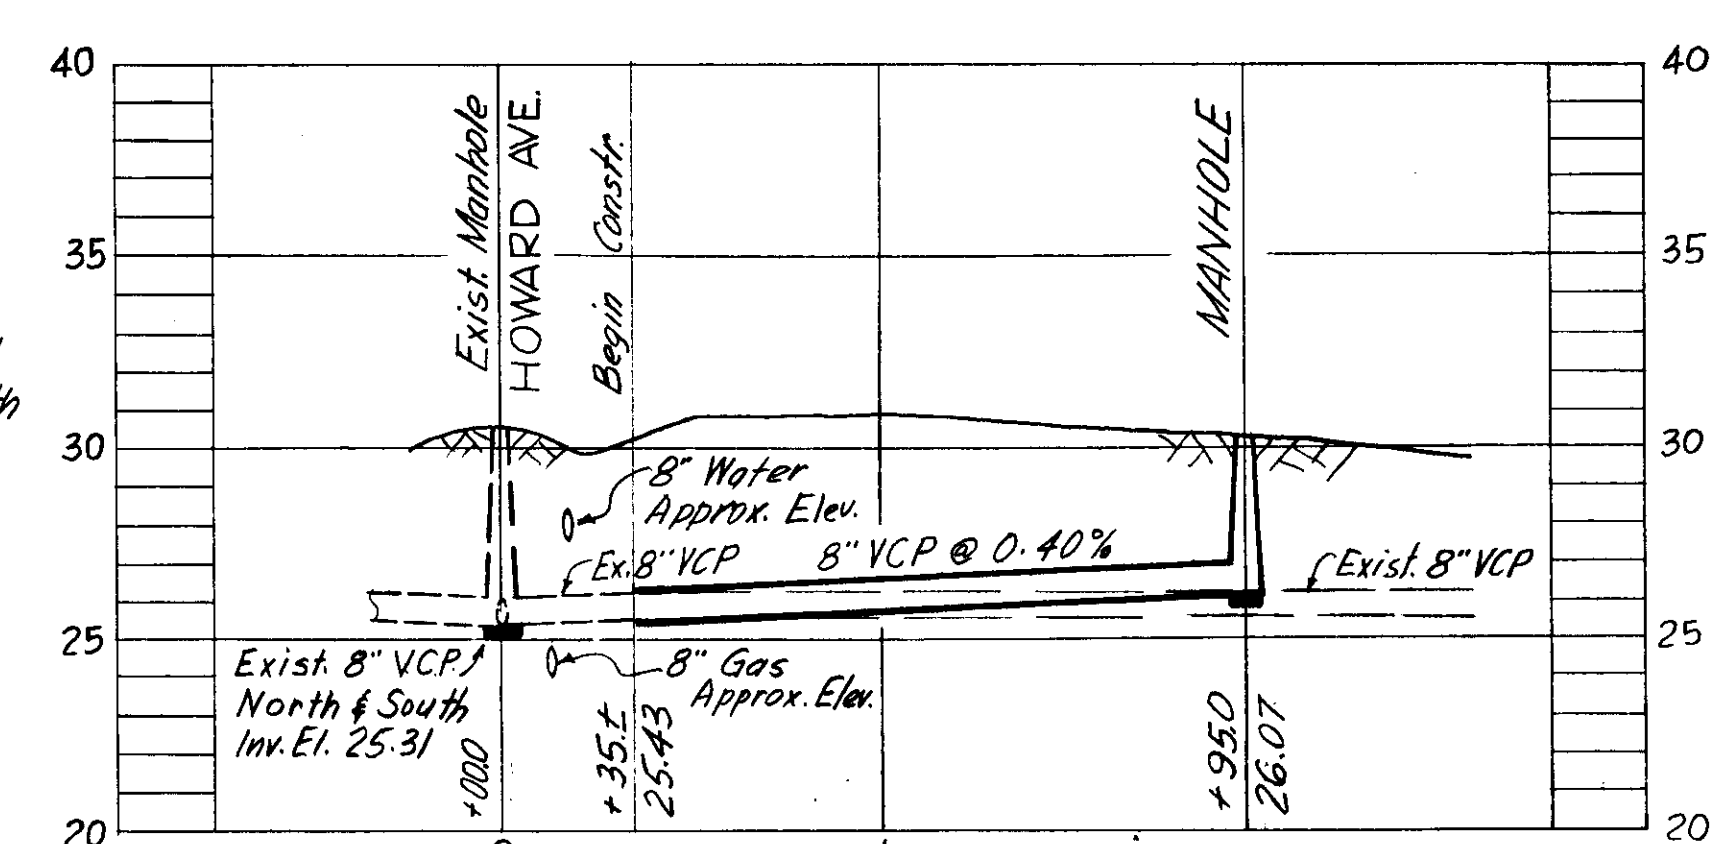 40
40
Exist. Manhole
HOWARD AVE.
Begin Constr.
MANHOLE
35
35
30
30
8" Water
Approx. Elev.
Ex. 8" VCP
8" VCP @ 0.40%
Exist. 8" VCP
25
25
Exist. 8" V.C.P.
North & South
Inv. El. 25.31
8" Gas
Approx. Elev.
+00.0
+35.±
25.43
+95.0
26.07
20
20